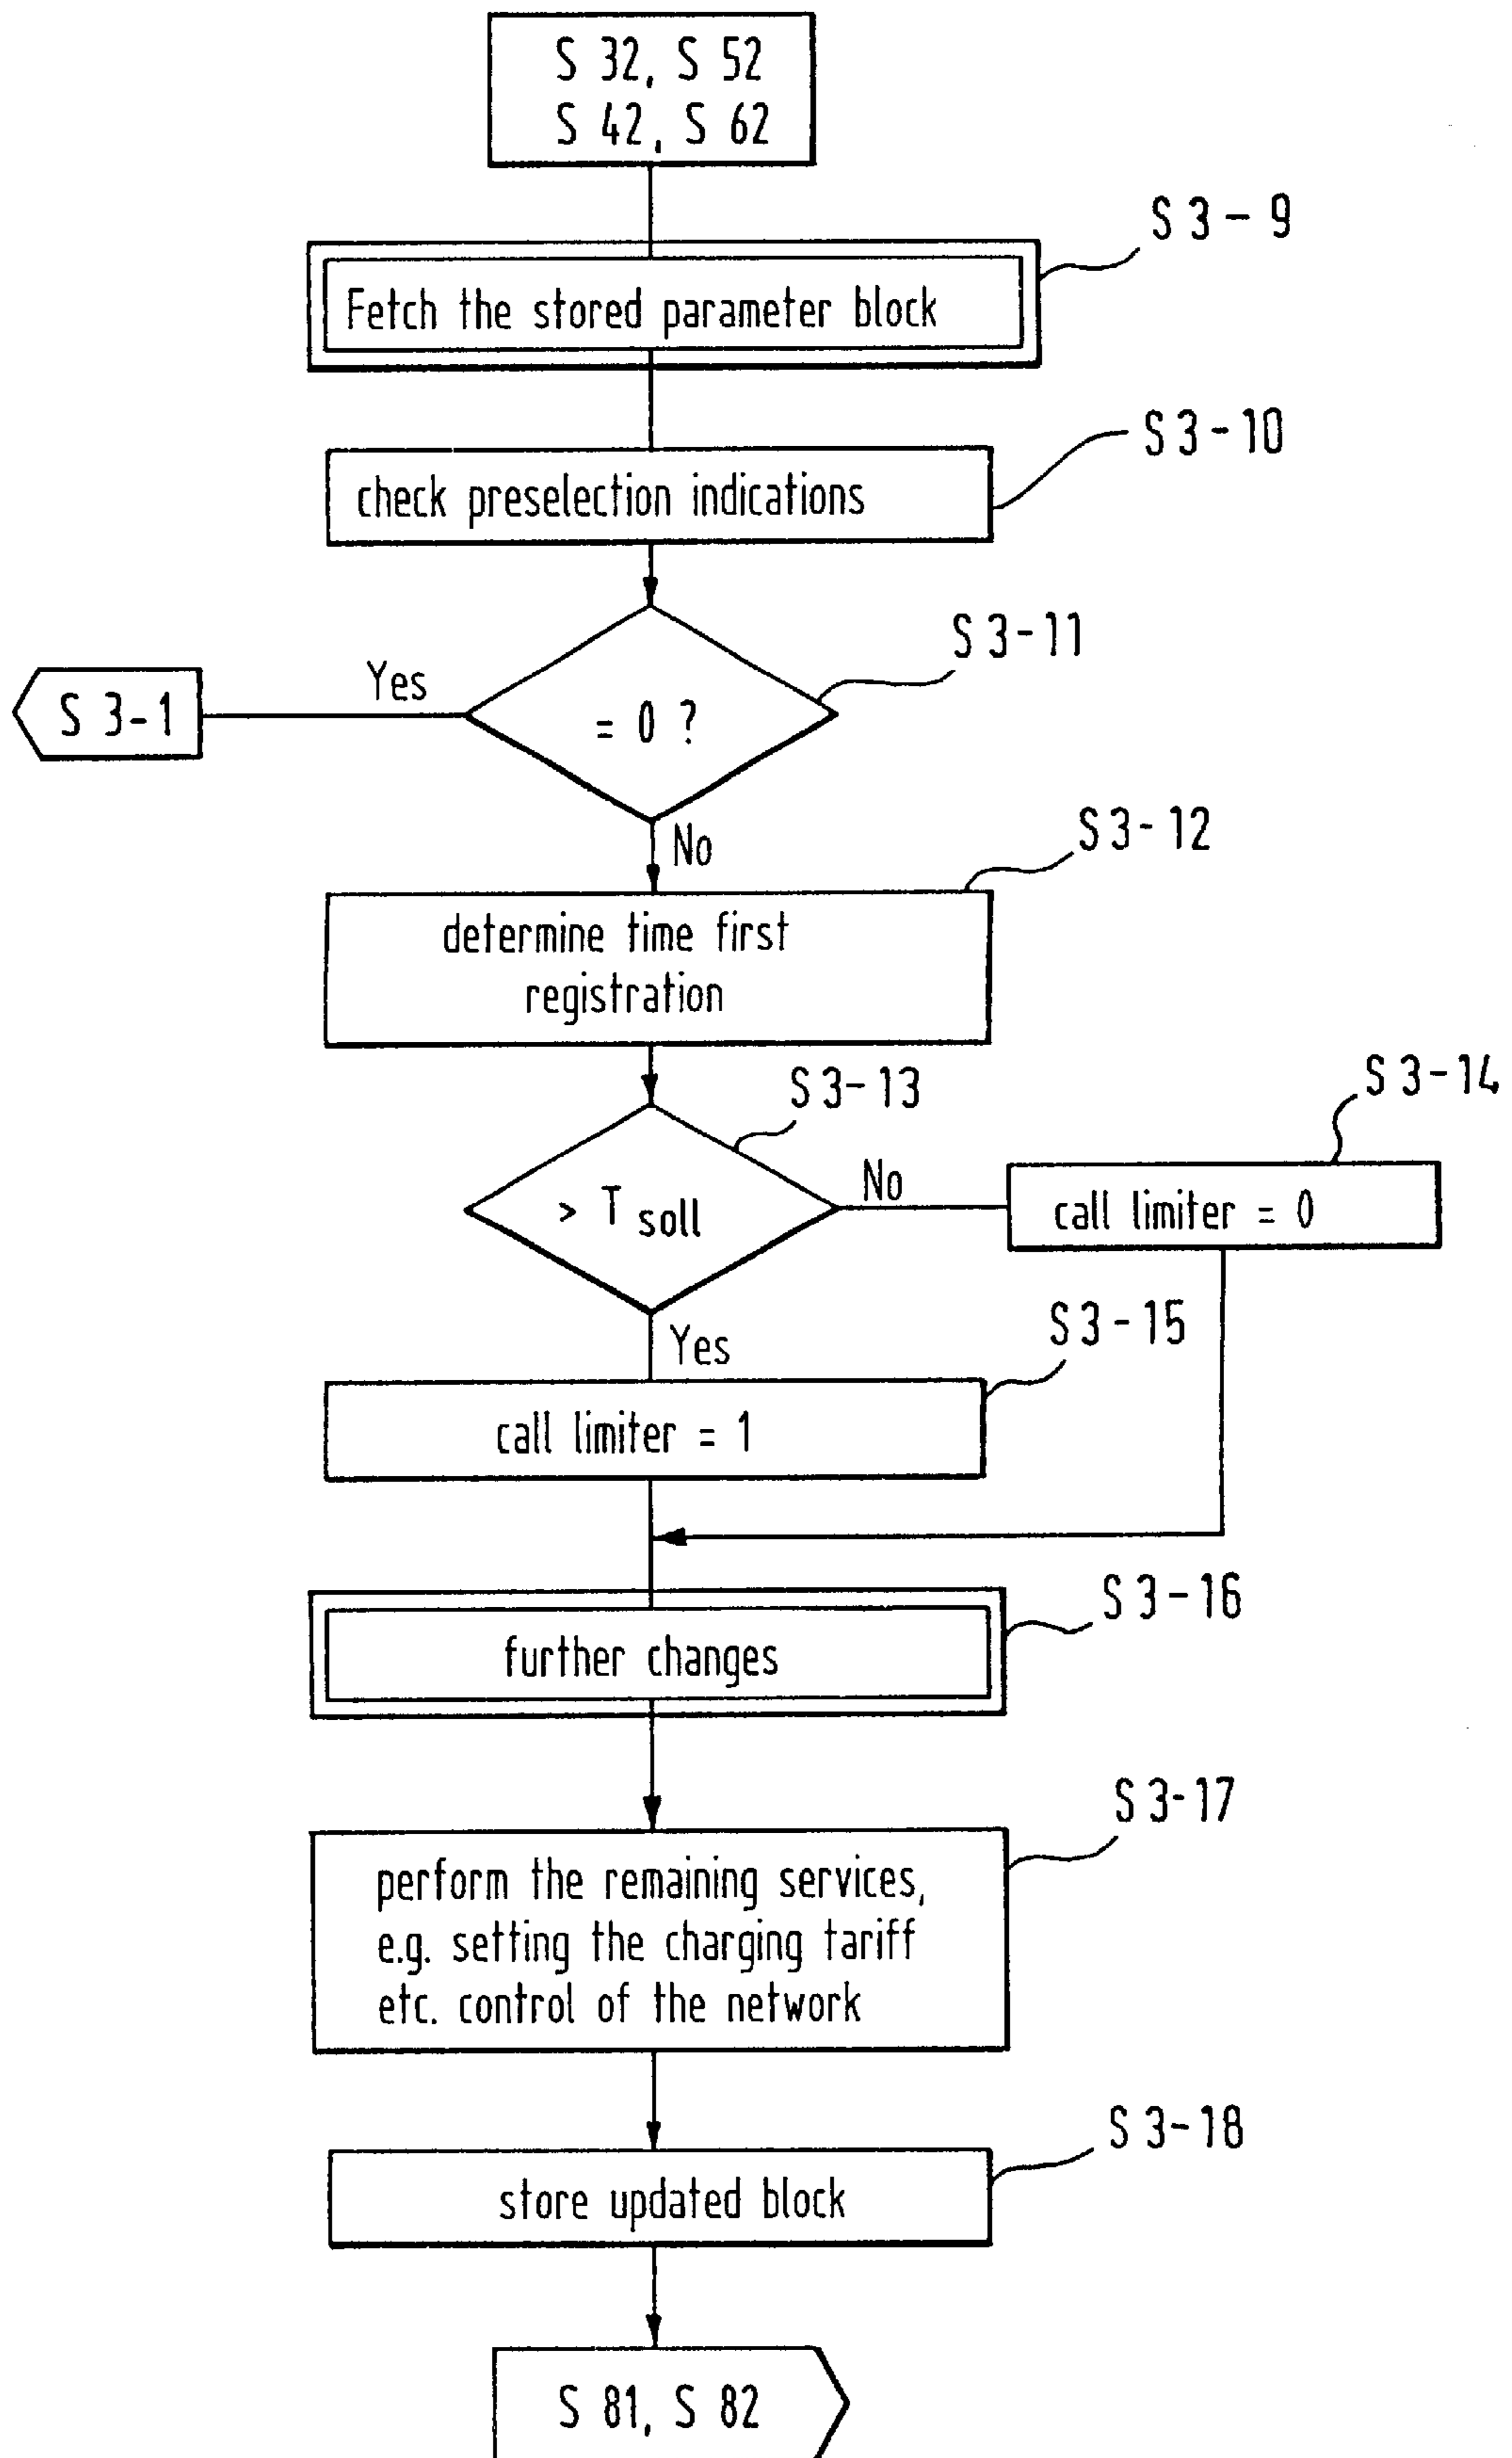 S 32, S 52
S 42, S 62
S 3 - 9
Fetch the stored parameter block
S 3 - 10
check preselection indications
S 3 - 11
Yes
S 3 - 1
= 0 ?
No
S 3 - 12
determine time first
registration
S 3 - 13
S 3 - 14
No
> T soll
call limiter = 0
S 3 - 15
Yes
call limiter = 1
S 3 - 16
further changes
S 3 - 17
perform the remaining services,
e.g. setting the charging tariff
etc. control of the network
S 3 - 18
store updated block
S 81, S 82